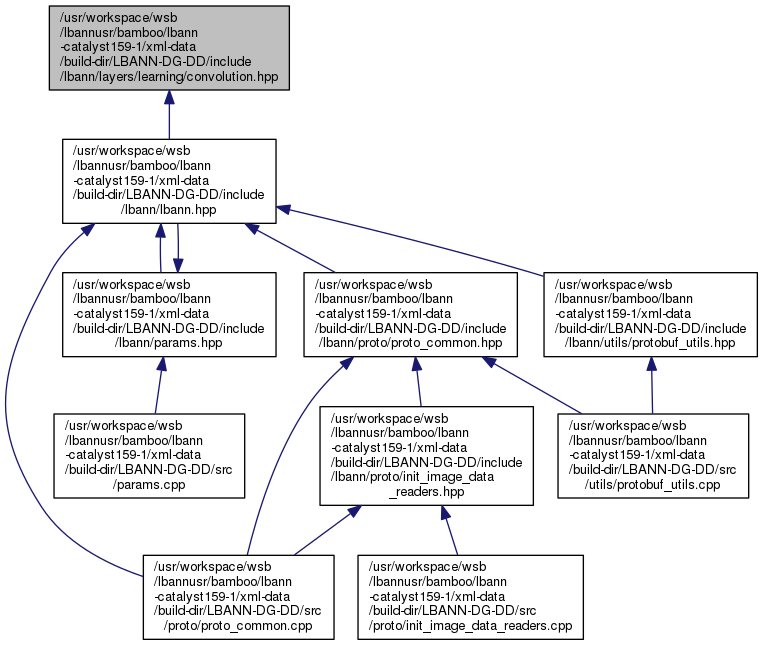 /usr/workspace/wsb
/lbannusr/bamboo/lbann
-catalyst159-1/xml-data
/build-dir/LBANN-DG-DD/include
/lbann/layers/learning/convolution.hpp
/usr/workspace/wsb
/lbannusr/bamboo/lbann
-catalyst159-1/xml-data
/build-dir/LBANN-DG-DD/include
/lbann/lbann.hpp
/usr/workspace/wsb
/lbannusr/bamboo/lbann
-catalyst159-1/xml-data
/build-dir/LBANN-DG-DD/include
/lbann/params.hpp
/usr/workspace/wsb
/lbannusr/bamboo/lbann
-catalyst159-1/xml-data
/build-dir/LBANN-DG-DD/include
/lbann/proto/proto_common.hpp
/usr/workspace/wsb
/lbannusr/bamboo/lbann
-catalyst159-1/xml-data
/build-dir/LBANN-DG-DD/include
/lbann/utils/protobuf_utils.hpp
/usr/workspace/wsb
/lbannusr/bamboo/lbann
-catalyst159-1/xml-data
/build-dir/LBANN-DG-DD/src
/params.cpp
/usr/workspace/wsb
/lbannusr/bamboo/lbann
-catalyst159-1/xml-data
/build-dir/LBANN-DG-DD/include
/lbann/proto/init_image_data
_readers.hpp
/usr/workspace/wsb
/lbannusr/bamboo/lbann
-catalyst159-1/xml-data
/build-dir/LBANN-DG-DD/src
/utils/protobuf_utils.cpp
/usr/workspace/wsb
/lbannusr/bamboo/lbann
-catalyst159-1/xml-data
/build-dir/LBANN-DG-DD/src
/proto/proto_common.cpp
/usr/workspace/wsb
/lbannusr/bamboo/lbann
-catalyst159-1/xml-data
/build-dir/LBANN-DG-DD/src
/proto/init_image_data_readers.cpp